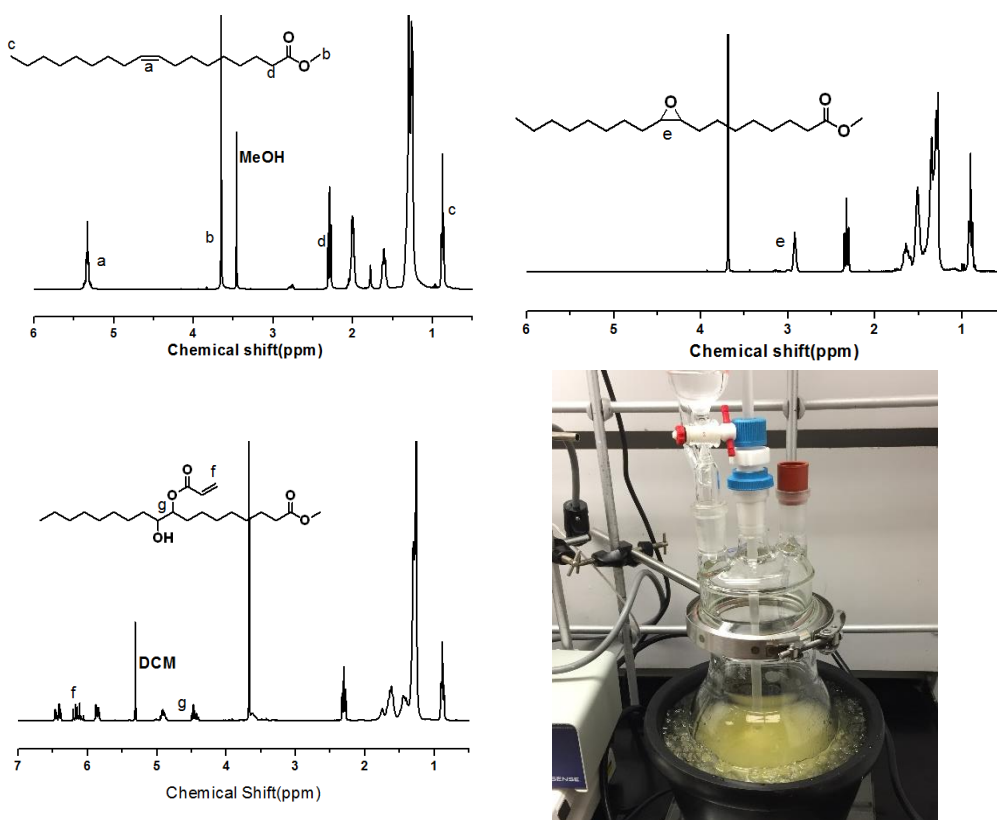 c
O
b
a
d
O
MeOH
b
d
c
a
6 5 4 3 2 1
Chemical shift(ppm)
O
O
e
O
e
6 5 4 3 2 1
Chemical shift(ppm)
f
O
O
g
O
OH
O
DCM
f
g
7 6 5 4 3 2 1
Chemical Shift(ppm)
SENSE